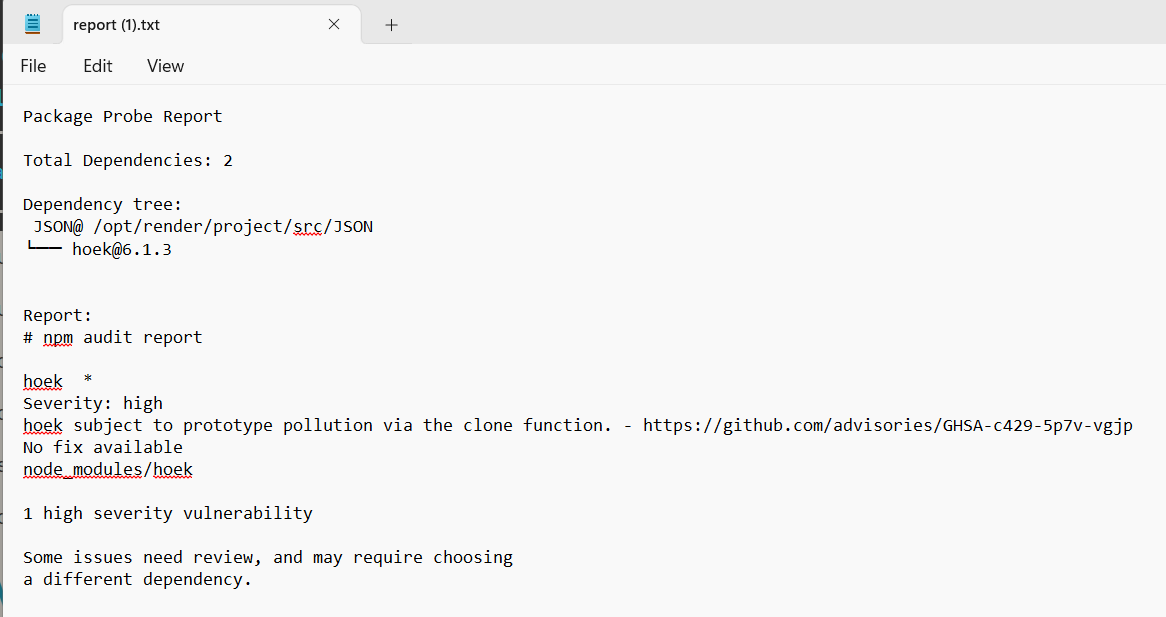 report (1).txt
File Edit View
Package Probe Report
Total Dependencies: 2
Dependency tree:
JSON@ /opt/render/project/src/JSON
└── hoek@6.1.3
Report:
# npm audit report
hoek  *
Severity: high
hoek subject to prototype pollution via the clone function. - https://github.com/advisories/GHSA-c429-5p7v-vgjp
No fix available
node_modules/hoek
1 high severity vulnerability
Some issues need review, and may require choosing
a different dependency.